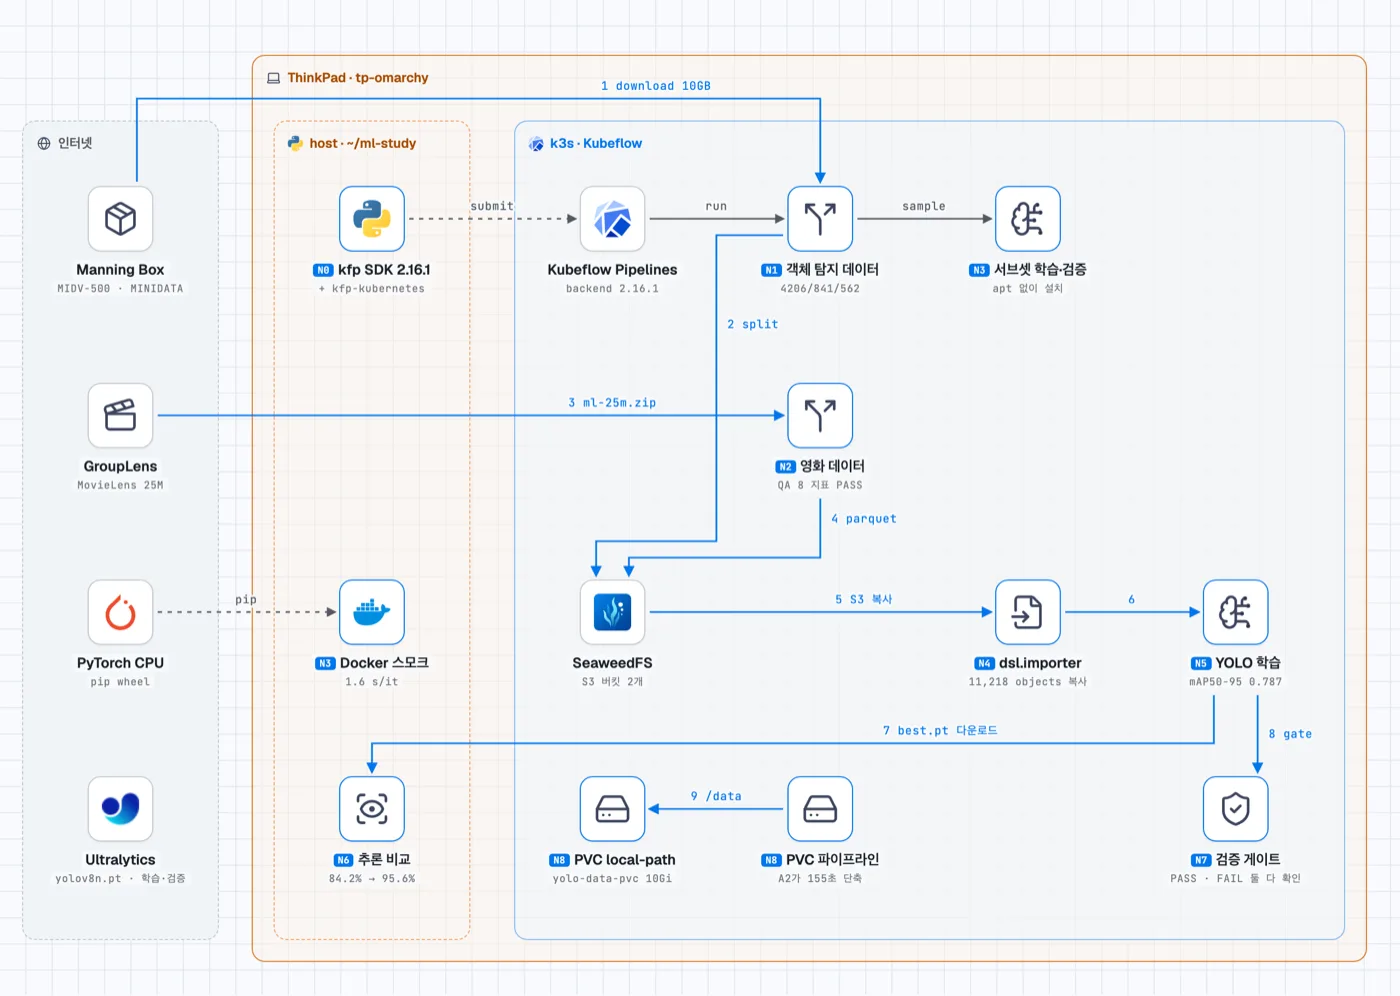 ThinkPad · tp-omarchy
1 download 10GB
인터넷
host · ~/ml-study
k3s · Kubeflow
submit
run
sample
Manning Box
MIDV-500 · MINIDATA
N0 kfp SDK 2.16.1
+ kfp-kubernetes
Kubeflow Pipelines
backend 2.16.1
N1 객체 탐지 데이터
4206/841/562
N3 서브셋 학습·검증
apt 없이 설치
2 split
3 ml-25m.zip
GroupLens
MovieLens 25M
N2 영화 데이터
QA 8 지표 PASS
4 parquet
pip
5 S3 복사
6
PyTorch CPU
pip wheel
N3 Docker 스모크
1.6 s/it
SeaweedFS
S3 버킷 2개
N4 dsl.importer
11,218 objects 복사
N5 YOLO 학습
mAP50-95 0.787
7 best.pt 다운로드
8 gate
9 /data
Ultralytics
yolov8n.pt · 학습·검증
N6 추론 비교
84.2% → 95.6%
N8 PVC local-path
yolo-data-pvc 10Gi
N8 PVC 파이프라인
A2가 155초 단축
N7 검증 게이트
PASS · FAIL 둘 다 확인